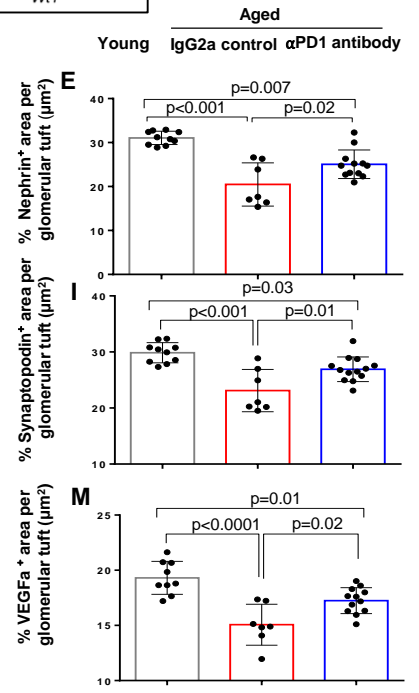 Aged
Young IgG2a control αPD1 antibody
E
p=0.007
p<0.001 p=0.02
% Nephrin⁺ area per
glomerular tuft (µm²)
40
30
20
10
0
I
p=0.03
p<0.001 p=0.01
% Synaptopodin⁺ area per
glomerular tuft (µm²)
40
30
20
10
M
p=0.01
p<0.0001 p=0.02
% VEGFa ⁺ area per
glomerular tuft (µm²)
25
20
15
10